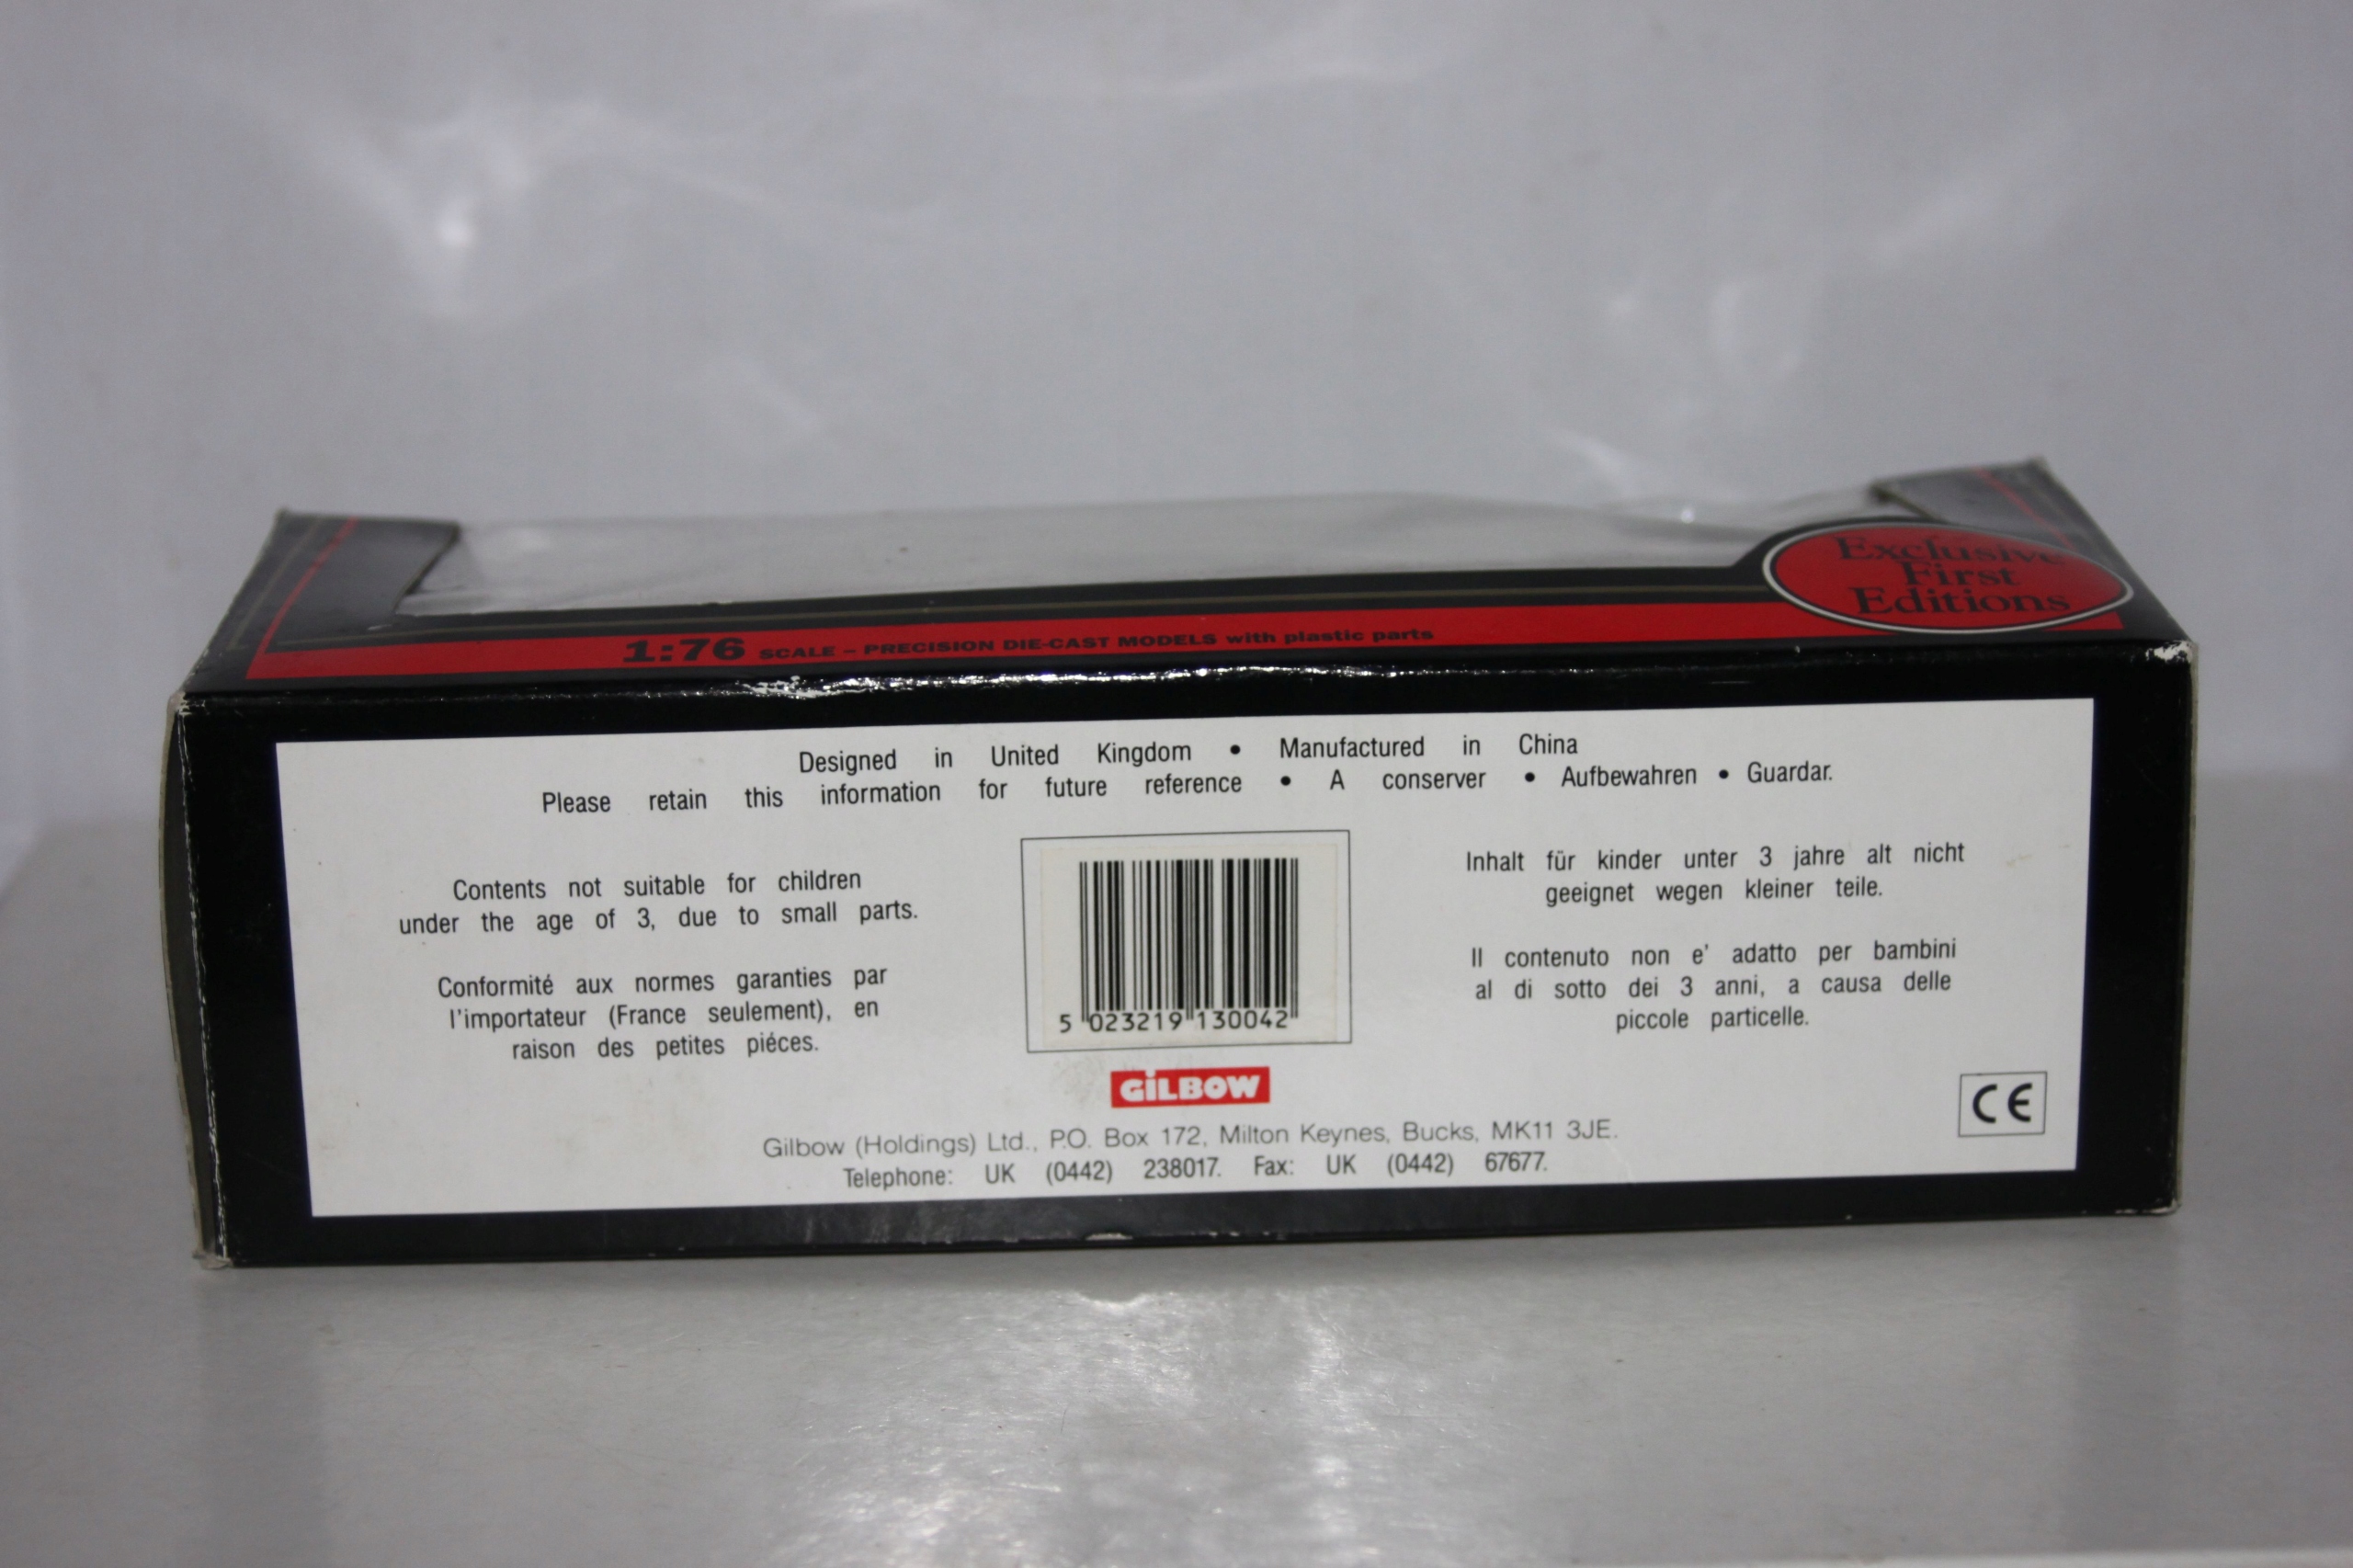 Exclusive
First
Editions
1:76 SCALE – PRECISION DIE-CAST MODELS with plastic parts
Designed in United Kingdom • Manufactured in China
Please retain this information for future reference • A conserver • Aufbewahren • Guardar.
Contents not suitable for children
under the age of 3, due to small parts.
Conformité aux normes garanties par
l'importateur (France seulement), en
raison des petites piéces.
5 023219 130042
Inhalt für kinder unter 3 jahre alt nicht
geeignet wegen kleiner teile.
Il contenuto non e' adatto per bambini
al di sotto dei 3 anni, a causa delle
piccole particelle.
GiLBOW
CE
Gilbow (Holdings) Ltd., P.O. Box 172, Milton Keynes, Bucks, MK11 3JE.
Telephone: UK (0442) 238017. Fax: UK (0442) 67677.